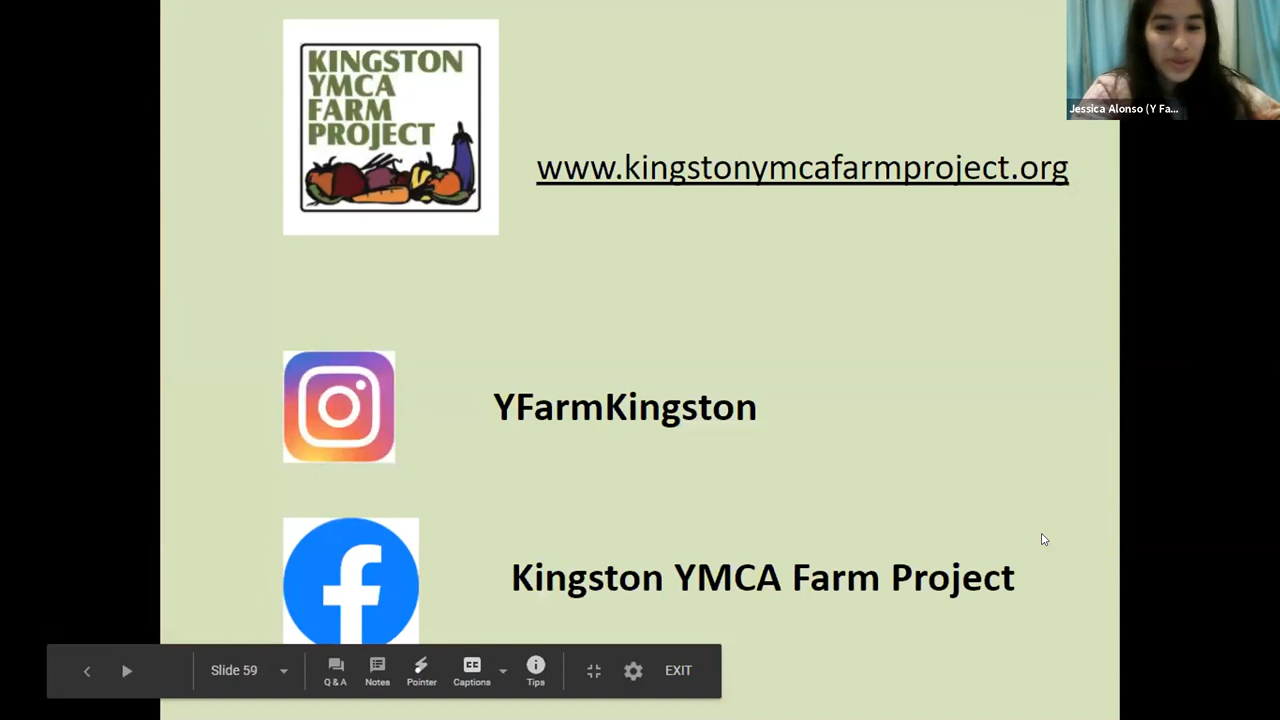 KINGSTON
YMCA
FARM
PROJECT
www.kingstonymcafarmproject.org
Jessica Alonso (Y Fa...
YFarmKingston
Kingston YMCA Farm Project
Slide 59
Q & A
Notes
Pointer
Captions
Tips
EXIT